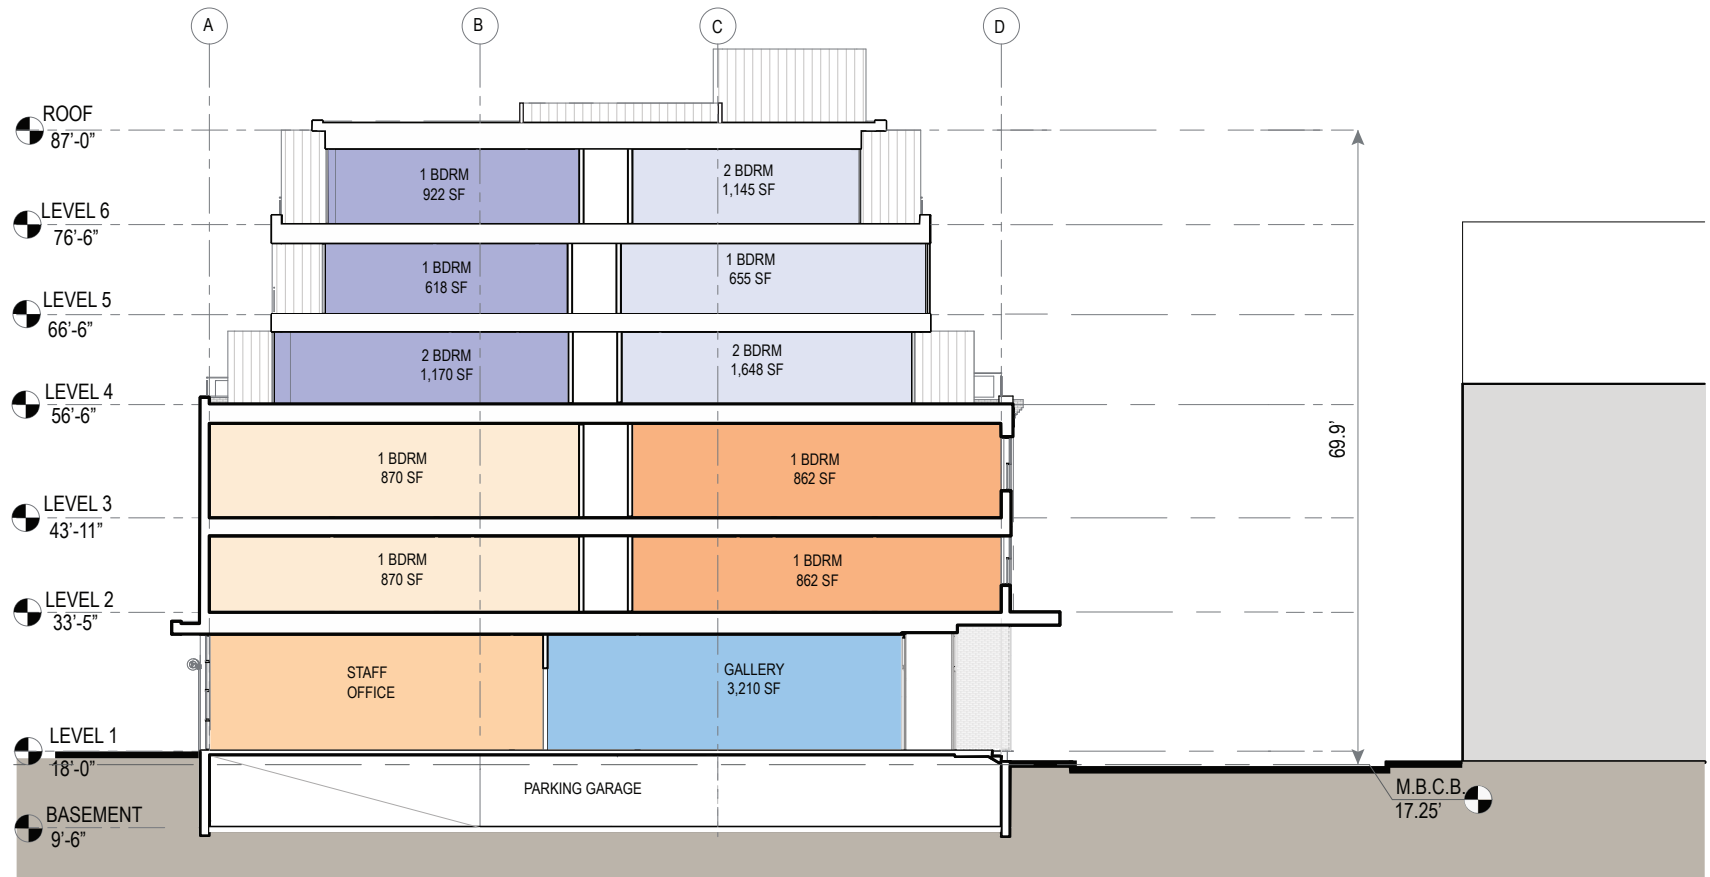 A
B
C
D
ROOF
87'-0"
1 BDRM
922 SF
2 BDRM
1,145 SF
LEVEL 6
76'-6"
1 BDRM
618 SF
1 BDRM
655 SF
LEVEL 5
66'-6"
2 BDRM
1,170 SF
2 BDRM
1,648 SF
LEVEL 4
56'-6"
69.9'
1 BDRM
870 SF
1 BDRM
862 SF
LEVEL 3
43'-11"
1 BDRM
870 SF
1 BDRM
862 SF
LEVEL 2
33'-5"
STAFF
OFFICE
GALLERY
3,210 SF
LEVEL 1
18'-0"
PARKING GARAGE
M.B.C.B.
17.25'
BASEMENT
9'-6"